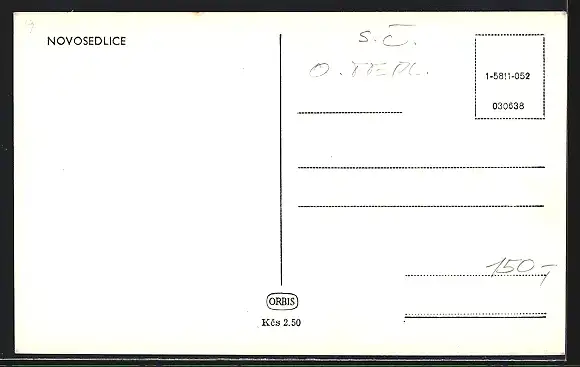 NOVOSEDLICE
S. Č.
O. TEPL.
1-5811-052
030638
150,-
ORBIS
Kčs 2.50